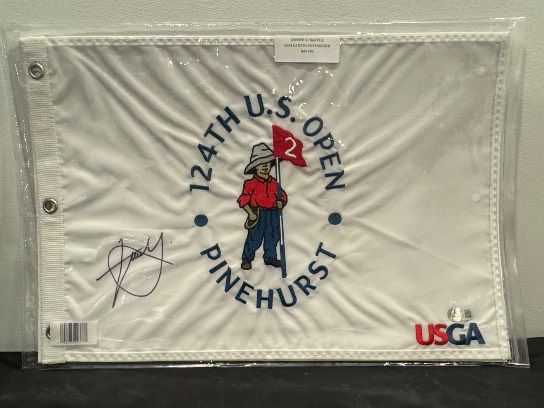 124TH U.S. OPEN
2
PINEHURST
USGA